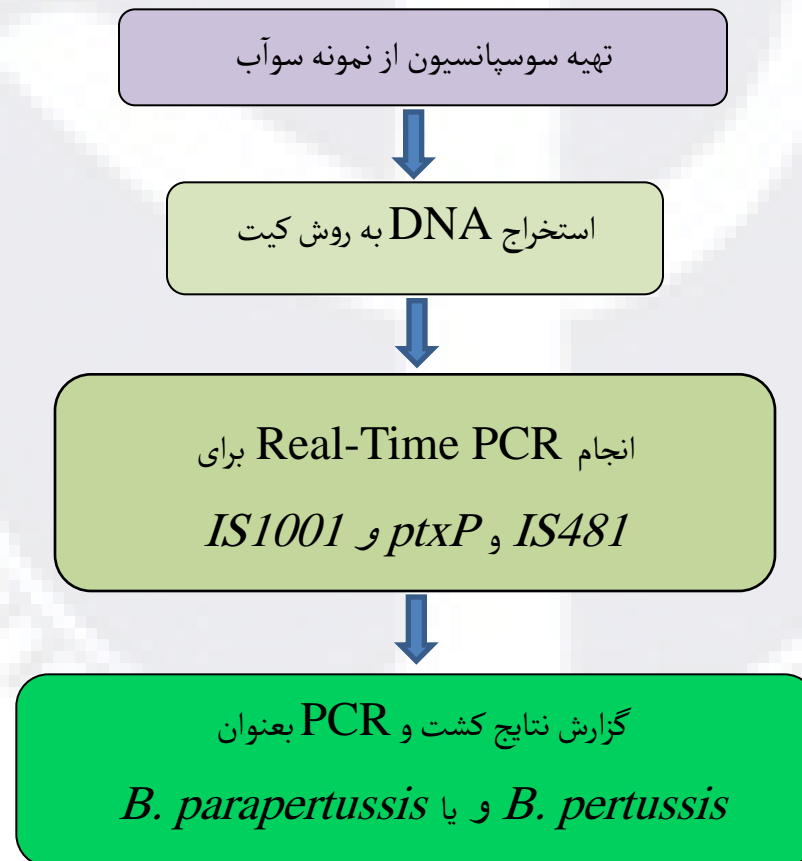 تهیه سوسپانسیون از نمونه سوآب
استخراج DNA به روش کیت
انجام Real-Time PCR برای
IS481 و ptxP و IS1001
گزارش نتایج کشت و PCR بعنوان
B. pertussis و یا B. parapertussis